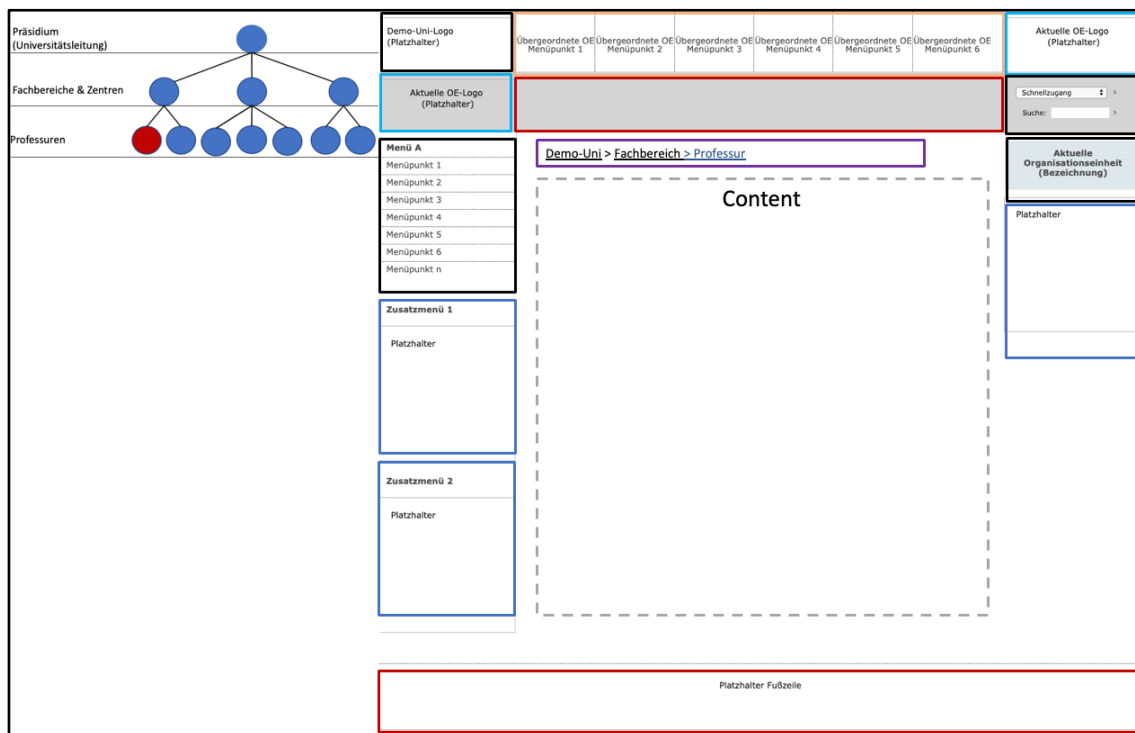 Präsidium
(Universitätsleitung)
Fachbereiche & Zentren
Professuren
Demo-Uni-Logo
(Platzhalter)
Übergeordnete OE
Menüpunkt 1
Übergeordnete OE
Menüpunkt 2
Übergeordnete OE
Menüpunkt 3
Übergeordnete OE
Menüpunkt 4
Übergeordnete OE
Menüpunkt 5
Übergeordnete OE
Menüpunkt 6
Aktuelle OE-Logo
(Platzhalter)
Aktuelle OE-Logo
(Platzhalter)
Schnellzugang
Suche:
Menü A
Menüpunkt 1
Menüpunkt 2
Menüpunkt 3
Menüpunkt 4
Menüpunkt 5
Menüpunkt 6
Menüpunkt n
Demo-Uni > Fachbereich > Professur
Content
Aktuelle
Organisationseinheit
(Bezeichnung)
Platzhalter
Zusatzmenü 1
Platzhalter
Zusatzmenü 2
Platzhalter
Platzhalter Fußzeile